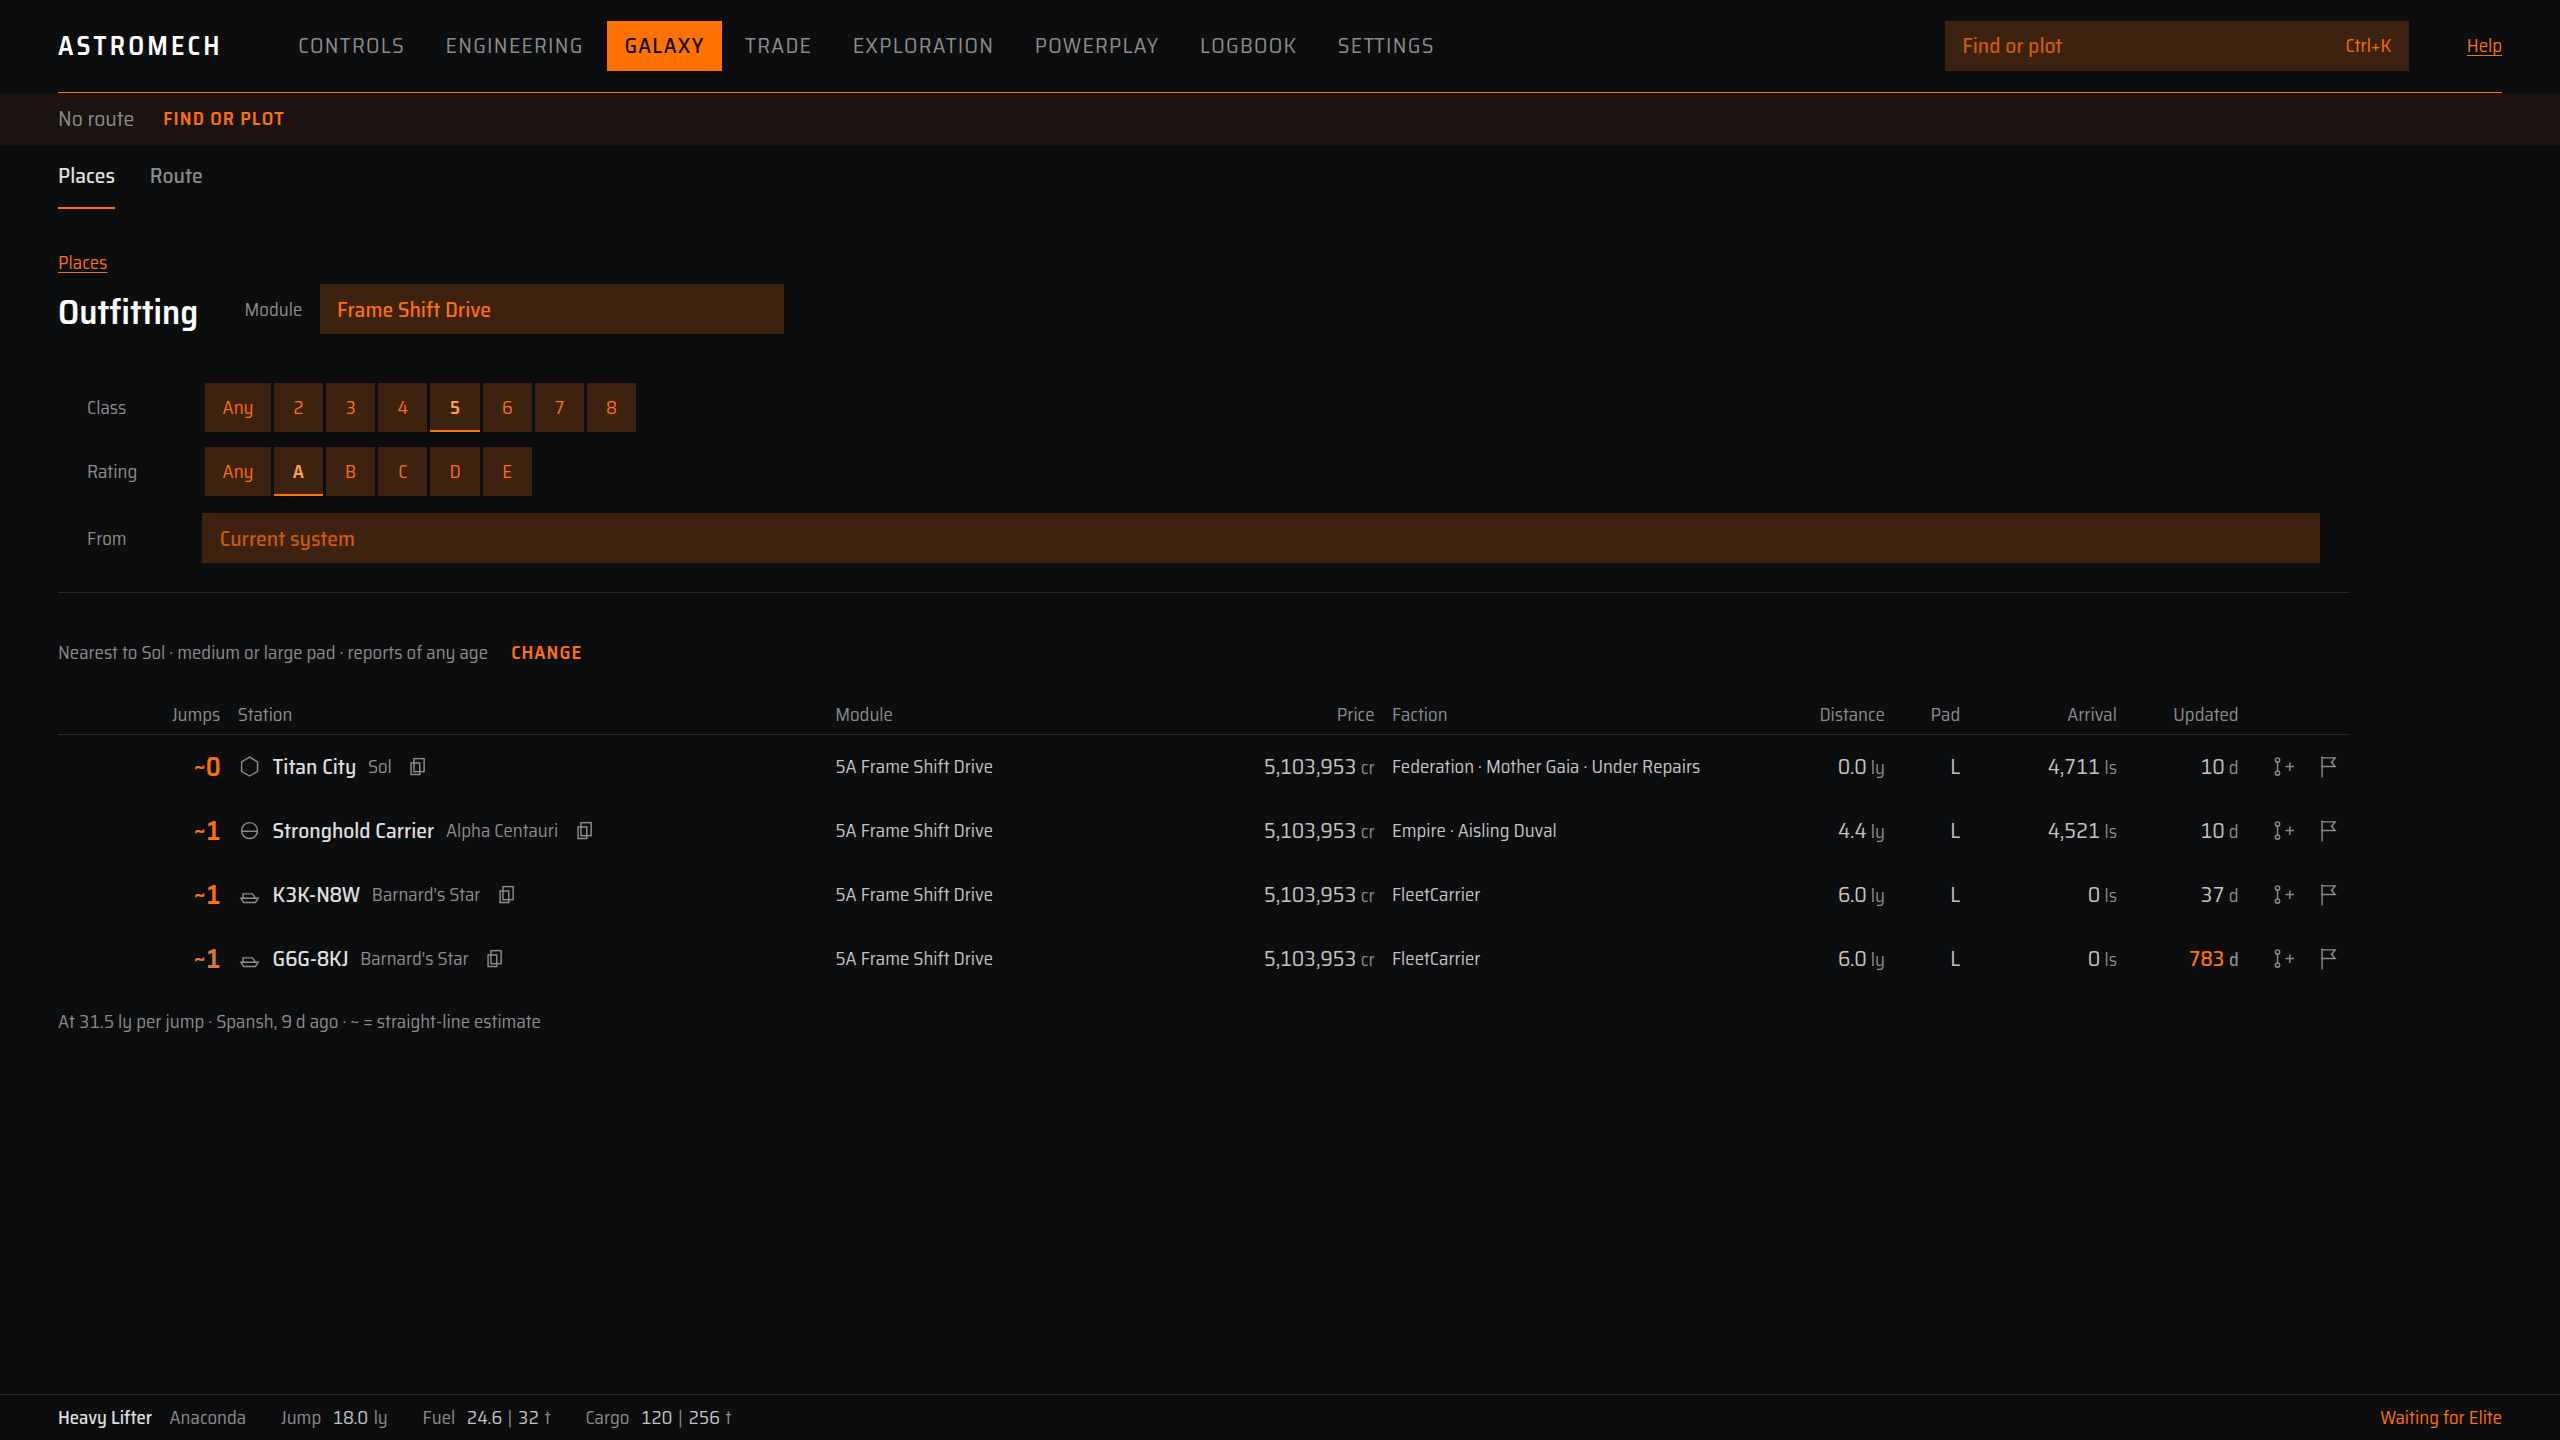 ASTROMECH CONTROLS ENGINEERING GALAXY TRADE EXPLORATION POWERPLAY LOGBOOK SETTINGS Find or plot Ctrl+K Help
No route FIND OR PLOT
Places Route
Places
Outfitting Module Frame Shift Drive
Class Any 2 3 4 5 6 7 8
Rating Any A B C D E
From Current system
Nearest to Sol · medium or large pad · reports of any age CHANGE
Jumps Station Module Price Faction Distance Pad Arrival Updated
~0 Titan City Sol 5A Frame Shift Drive 5,103,953 cr Federation · Mother Gaia · Under Repairs 0.0 ly L 4,711 ls 10 d
~1 Stronghold Carrier Alpha Centauri 5A Frame Shift Drive 5,103,953 cr Empire · Aisling Duval 4.4 ly L 4,521 ls 10 d
~1 K3K-N8W Barnard's Star 5A Frame Shift Drive 5,103,953 cr FleetCarrier 6.0 ly L 0 ls 37 d
~1 G6G-8KJ Barnard's Star 5A Frame Shift Drive 5,103,953 cr FleetCarrier 6.0 ly L 0 ls 783 d
At 31.5 ly per jump · Spansh, 9 d ago · ~ = straight-line estimate
Heavy Lifter Anaconda Jump 18.0 ly Fuel 24.6 | 32 t Cargo 120 | 256 t Waiting for Elite